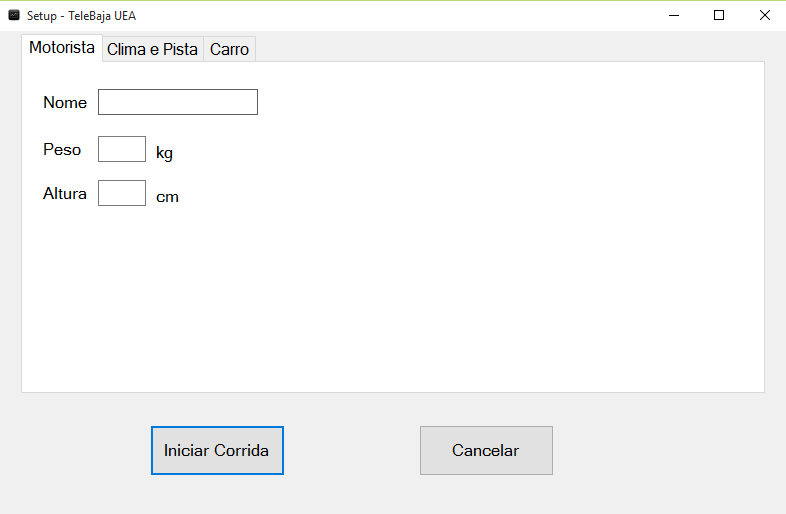 Setup - TeleBaja UEA
Motorista Clima e Pista Carro
Nome
Peso kg
Altura cm
Iniciar Corrida Cancelar